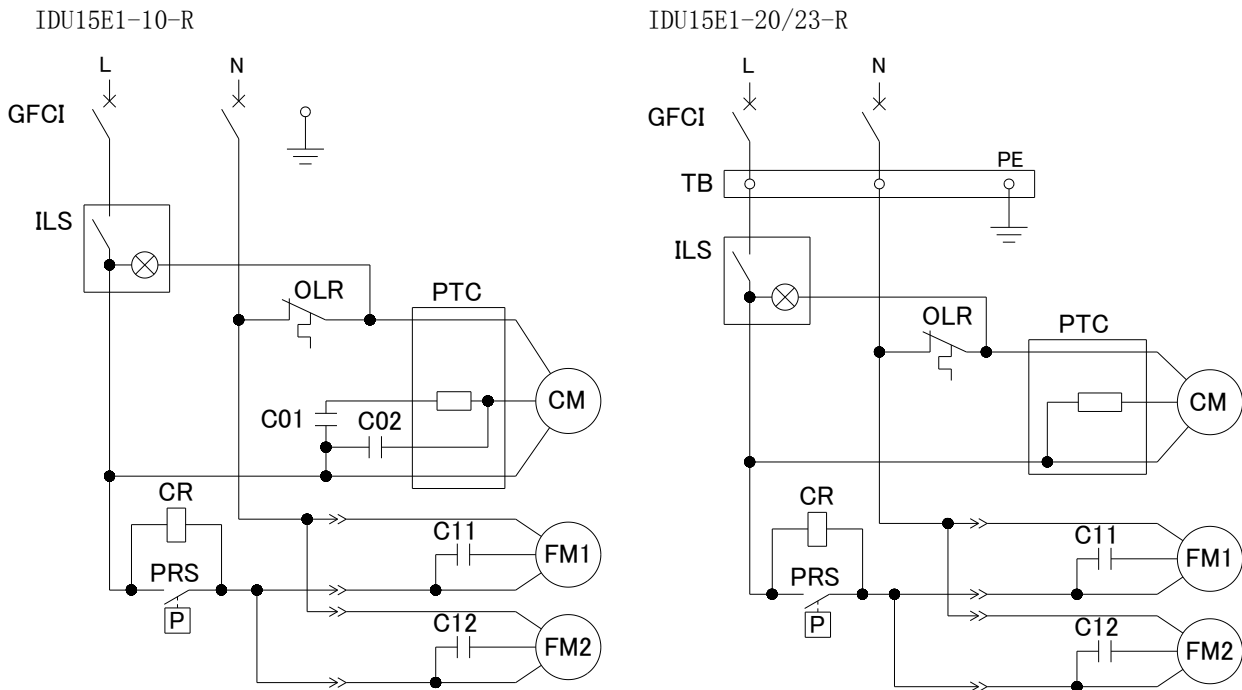 IDU15E1-10-R
L
N
GFCI
ILS
OLR
PTC
C01
C02
CM
CR
PRS
P
C11
FM1
C12
FM2
IDU15E1-20/23-R
L
N
GFCI
TB
PE
ILS
OLR
PTC
CM
CR
PRS
P
C11
FM1
C12
FM2